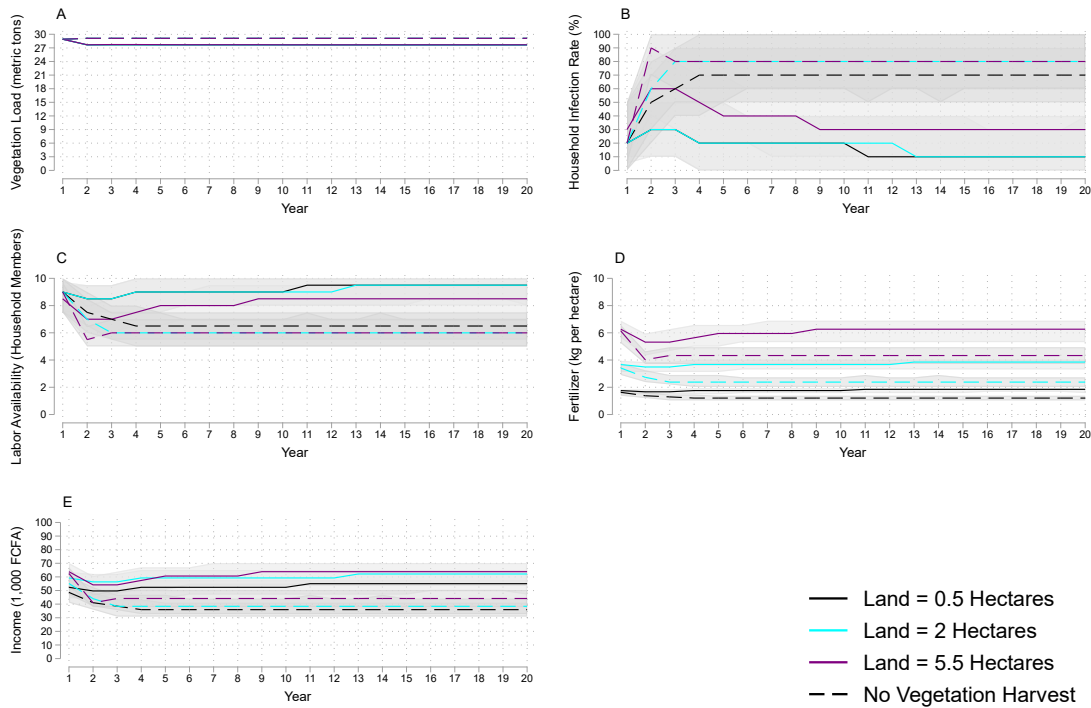 A
Vegetation Load (metric tons)
30
27
24
21
18
15
12
9
6
3
0
1 2 3 4 5 6 7 8 9 10 11 12 13 14 15 16 17 18 19 20
Year
B
Household Infection Rate (%)
100
90
80
70
60
50
40
30
20
10
0
1 2 3 4 5 6 7 8 9 10 11 12 13 14 15 16 17 18 19 20
Year
C
Labor Availability (Household Members)
10
8
6
4
2
0
1 2 3 4 5 6 7 8 9 10 11 12 13 14 15 16 17 18 19 20
Year
D
Fertilizer (kg per hectare)
10
8
6
4
2
0
1 2 3 4 5 6 7 8 9 10 11 12 13 14 15 16 17 18 19 20
Year
E
Income (1,000 FCFA)
100
90
80
70
60
50
40
30
20
10
0
1 2 3 4 5 6 7 8 9 10 11 12 13 14 15 16 17 18 19 20
Year
Land = 0.5 Hectares
Land = 2 Hectares
Land = 5.5 Hectares
No Vegetation Harvest